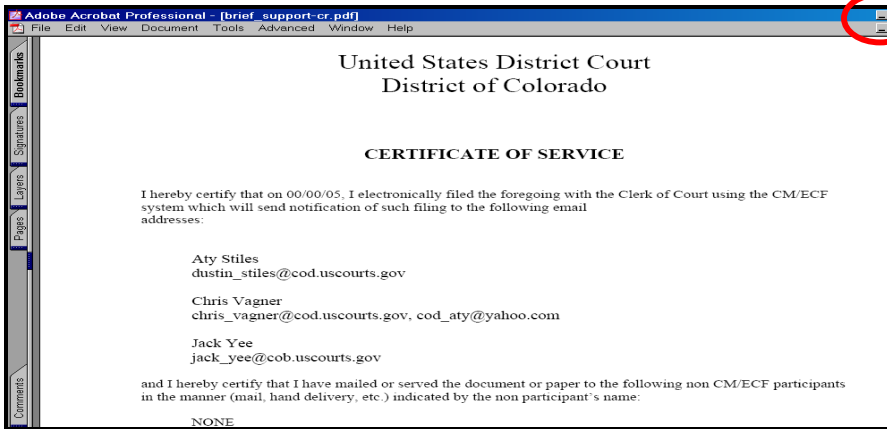 Adobe Acrobat Professional - [brief_support-cr.pdf]
File Edit View Document Tools Advanced Window Help
Bookmarks
Signatures
Layers
Pages
Comments
United States District Court
District of Colorado
CERTIFICATE OF SERVICE
I hereby certify that on 00/00/05, I electronically filed the foregoing with the Clerk of Court using the CM/ECF
system which will send notification of such filing to the following email
addresses:
Aty Stiles
dustin_stiles@cod.uscourts.gov
Chris Vagner
chris_vagner@cod.uscourts.gov, cod_aty@yahoo.com
Jack Yee
jack_yee@cob.uscourts.gov
and I hereby certify that I have mailed or served the document or paper to the following non CM/ECF participants
in the manner (mail, hand delivery, etc.) indicated by the non participant's name:
NONE